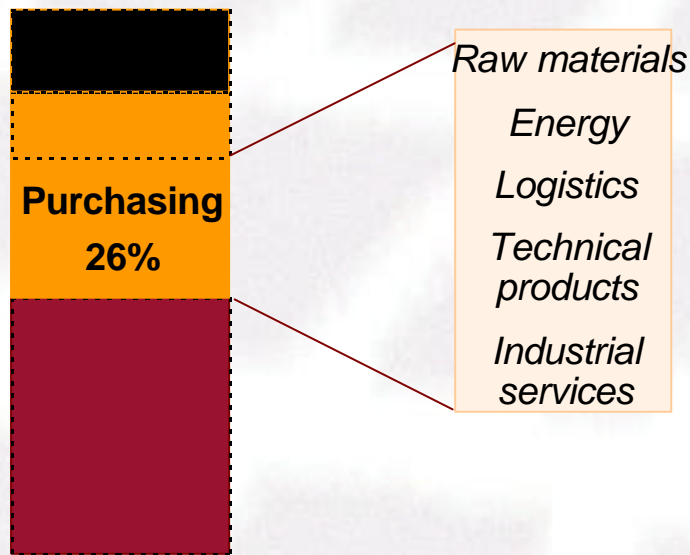 Purchasing
26%
Raw materials
Energy
Logistics
Technical
products
Industrial
services